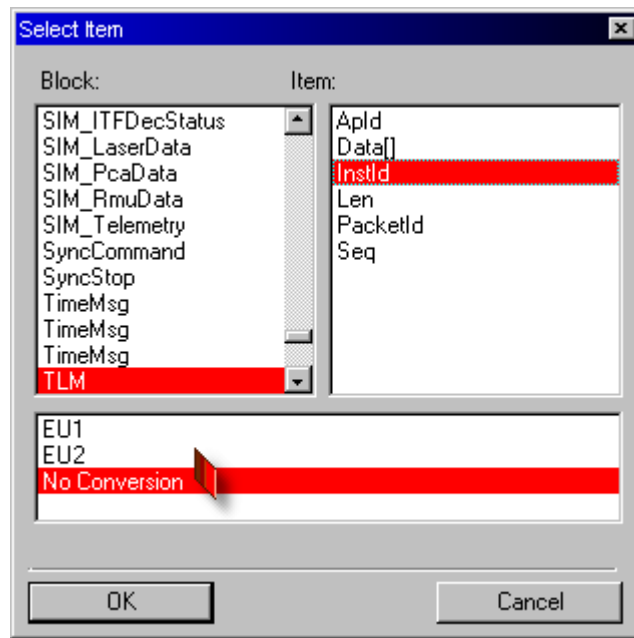 Select Item
Block:
Item:
SIM_ITFDecStatus
SIM_LaserData
SIM_PcaData
SIM_RmuData
SIM_Telemetry
SyncCommand
SyncStop
TimeMsg
TimeMsg
TimeMsg
TLM
ApId
Data[]
InstId
Len
PacketId
Seq
EU1
EU2
No Conversion
OK
Cancel